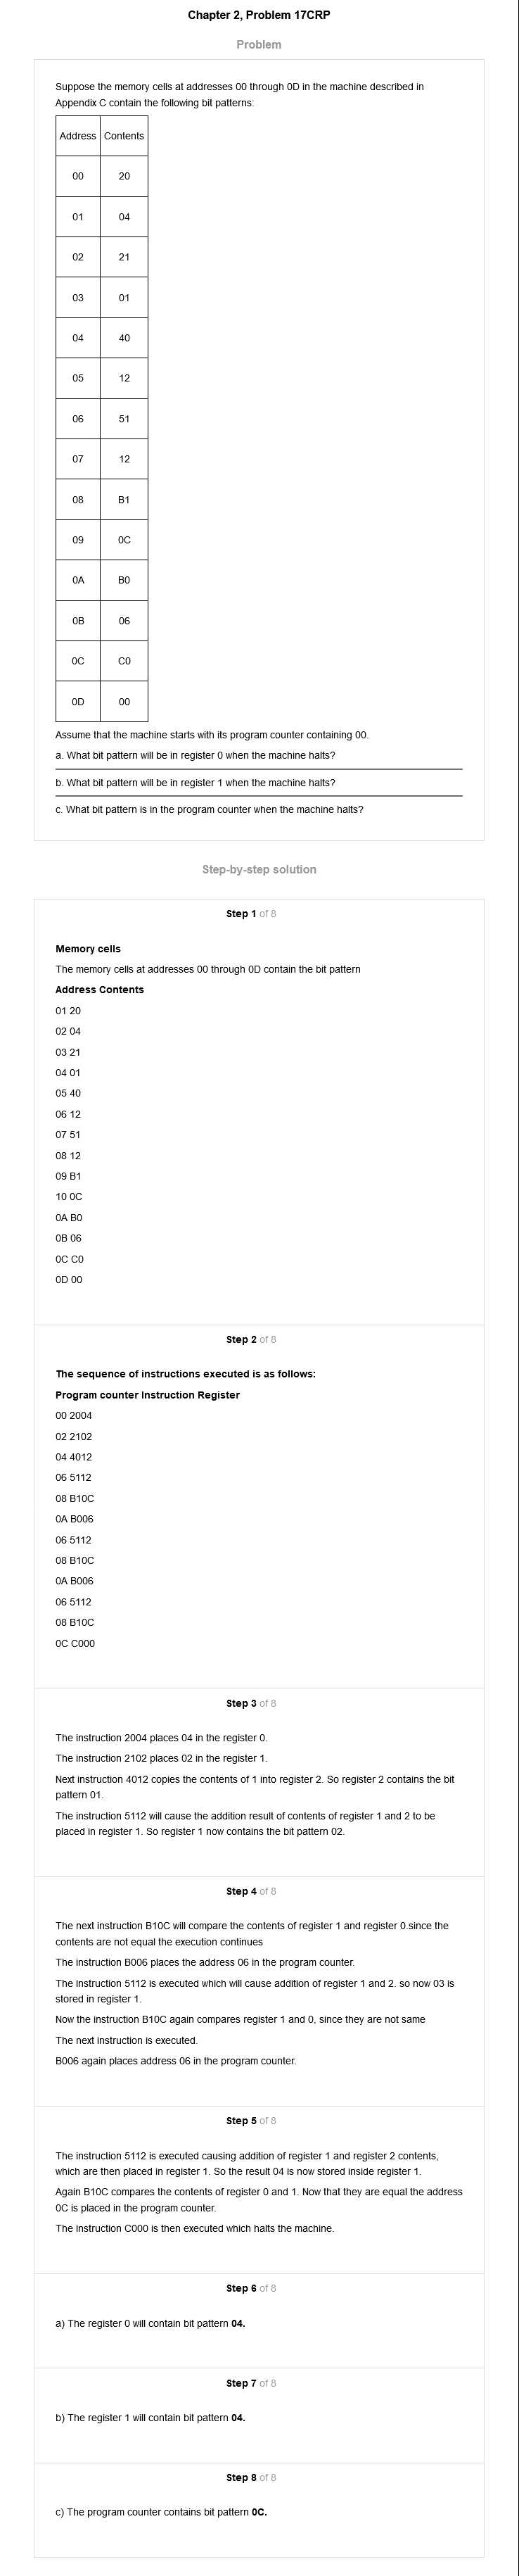 Chapter 2, Problem 17CRP
Problem
Suppose the memory cells at addresses 00 through 0D in the machine described in
Appendix C contain the following bit patterns:
Address Contents
00 20
01 04
02 21
03 01
04 40
05 12
06 51
07 12
08 B1
09 0C
0A B0
0B 06
0C C0
0D 00
Assume that the machine starts with its program counter containing 00.
a. What bit pattern will be in register 0 when the machine halts?
b. What bit pattern will be in register 1 when the machine halts?
c. What bit pattern is in the program counter when the machine halts?
Step-by-step solution
Step 1 of 8
Memory cells
The memory cells at addresses 00 through 0D contain the bit pattern
Address Contents
01 20
02 04
03 21
04 01
05 40
06 12
07 51
08 12
09 B1
10 0C
0A B0
0B 06
0C C0
0D 00
Step 2 of 8
The sequence of instructions executed is as follows:
Program counter Instruction Register
00 2004
02 2102
04 4012
06 5112
08 B10C
0A B006
06 5112
08 B10C
0A B006
06 5112
08 B10C
0C C000
Step 3 of 8
The instruction 2004 places 04 in the register 0.
The instruction 2102 places 02 in the register 1.
Next instruction 4012 copies the contents of 1 into register 2. So register 2 contains the bit
pattern 01.
The instruction 5112 will cause the addition result of contents of register 1 and 2 to be
placed in register 1. So register 1 now contains the bit pattern 02.
Step 4 of 8
The next instruction B10C will compare the contents of register 1 and register 0.since the
contents are not equal the execution continues
The instruction B006 places the address 06 in the program counter.
The instruction 5112 is executed which will cause addition of register 1 and 2. so now 03 is
stored in register 1.
Now the instruction B10C again compares register 1 and 0, since they are not same
The next instruction is executed.
B006 again places address 06 in the program counter.
Step 5 of 8
The instruction 5112 is executed causing addition of register 1 and register 2 contents,
which are then placed in register 1. So the result 04 is now stored inside register 1.
Again B10C compares the contents of register 0 and 1. Now that they are equal the address
0C is placed in the program counter.
The instruction C000 is then executed which halts the machine.
Step 6 of 8
a) The register 0 will contain bit pattern 04.
Step 7 of 8
b) The register 1 will contain bit pattern 04.
Step 8 of 8
c) The program counter contains bit pattern 0C.